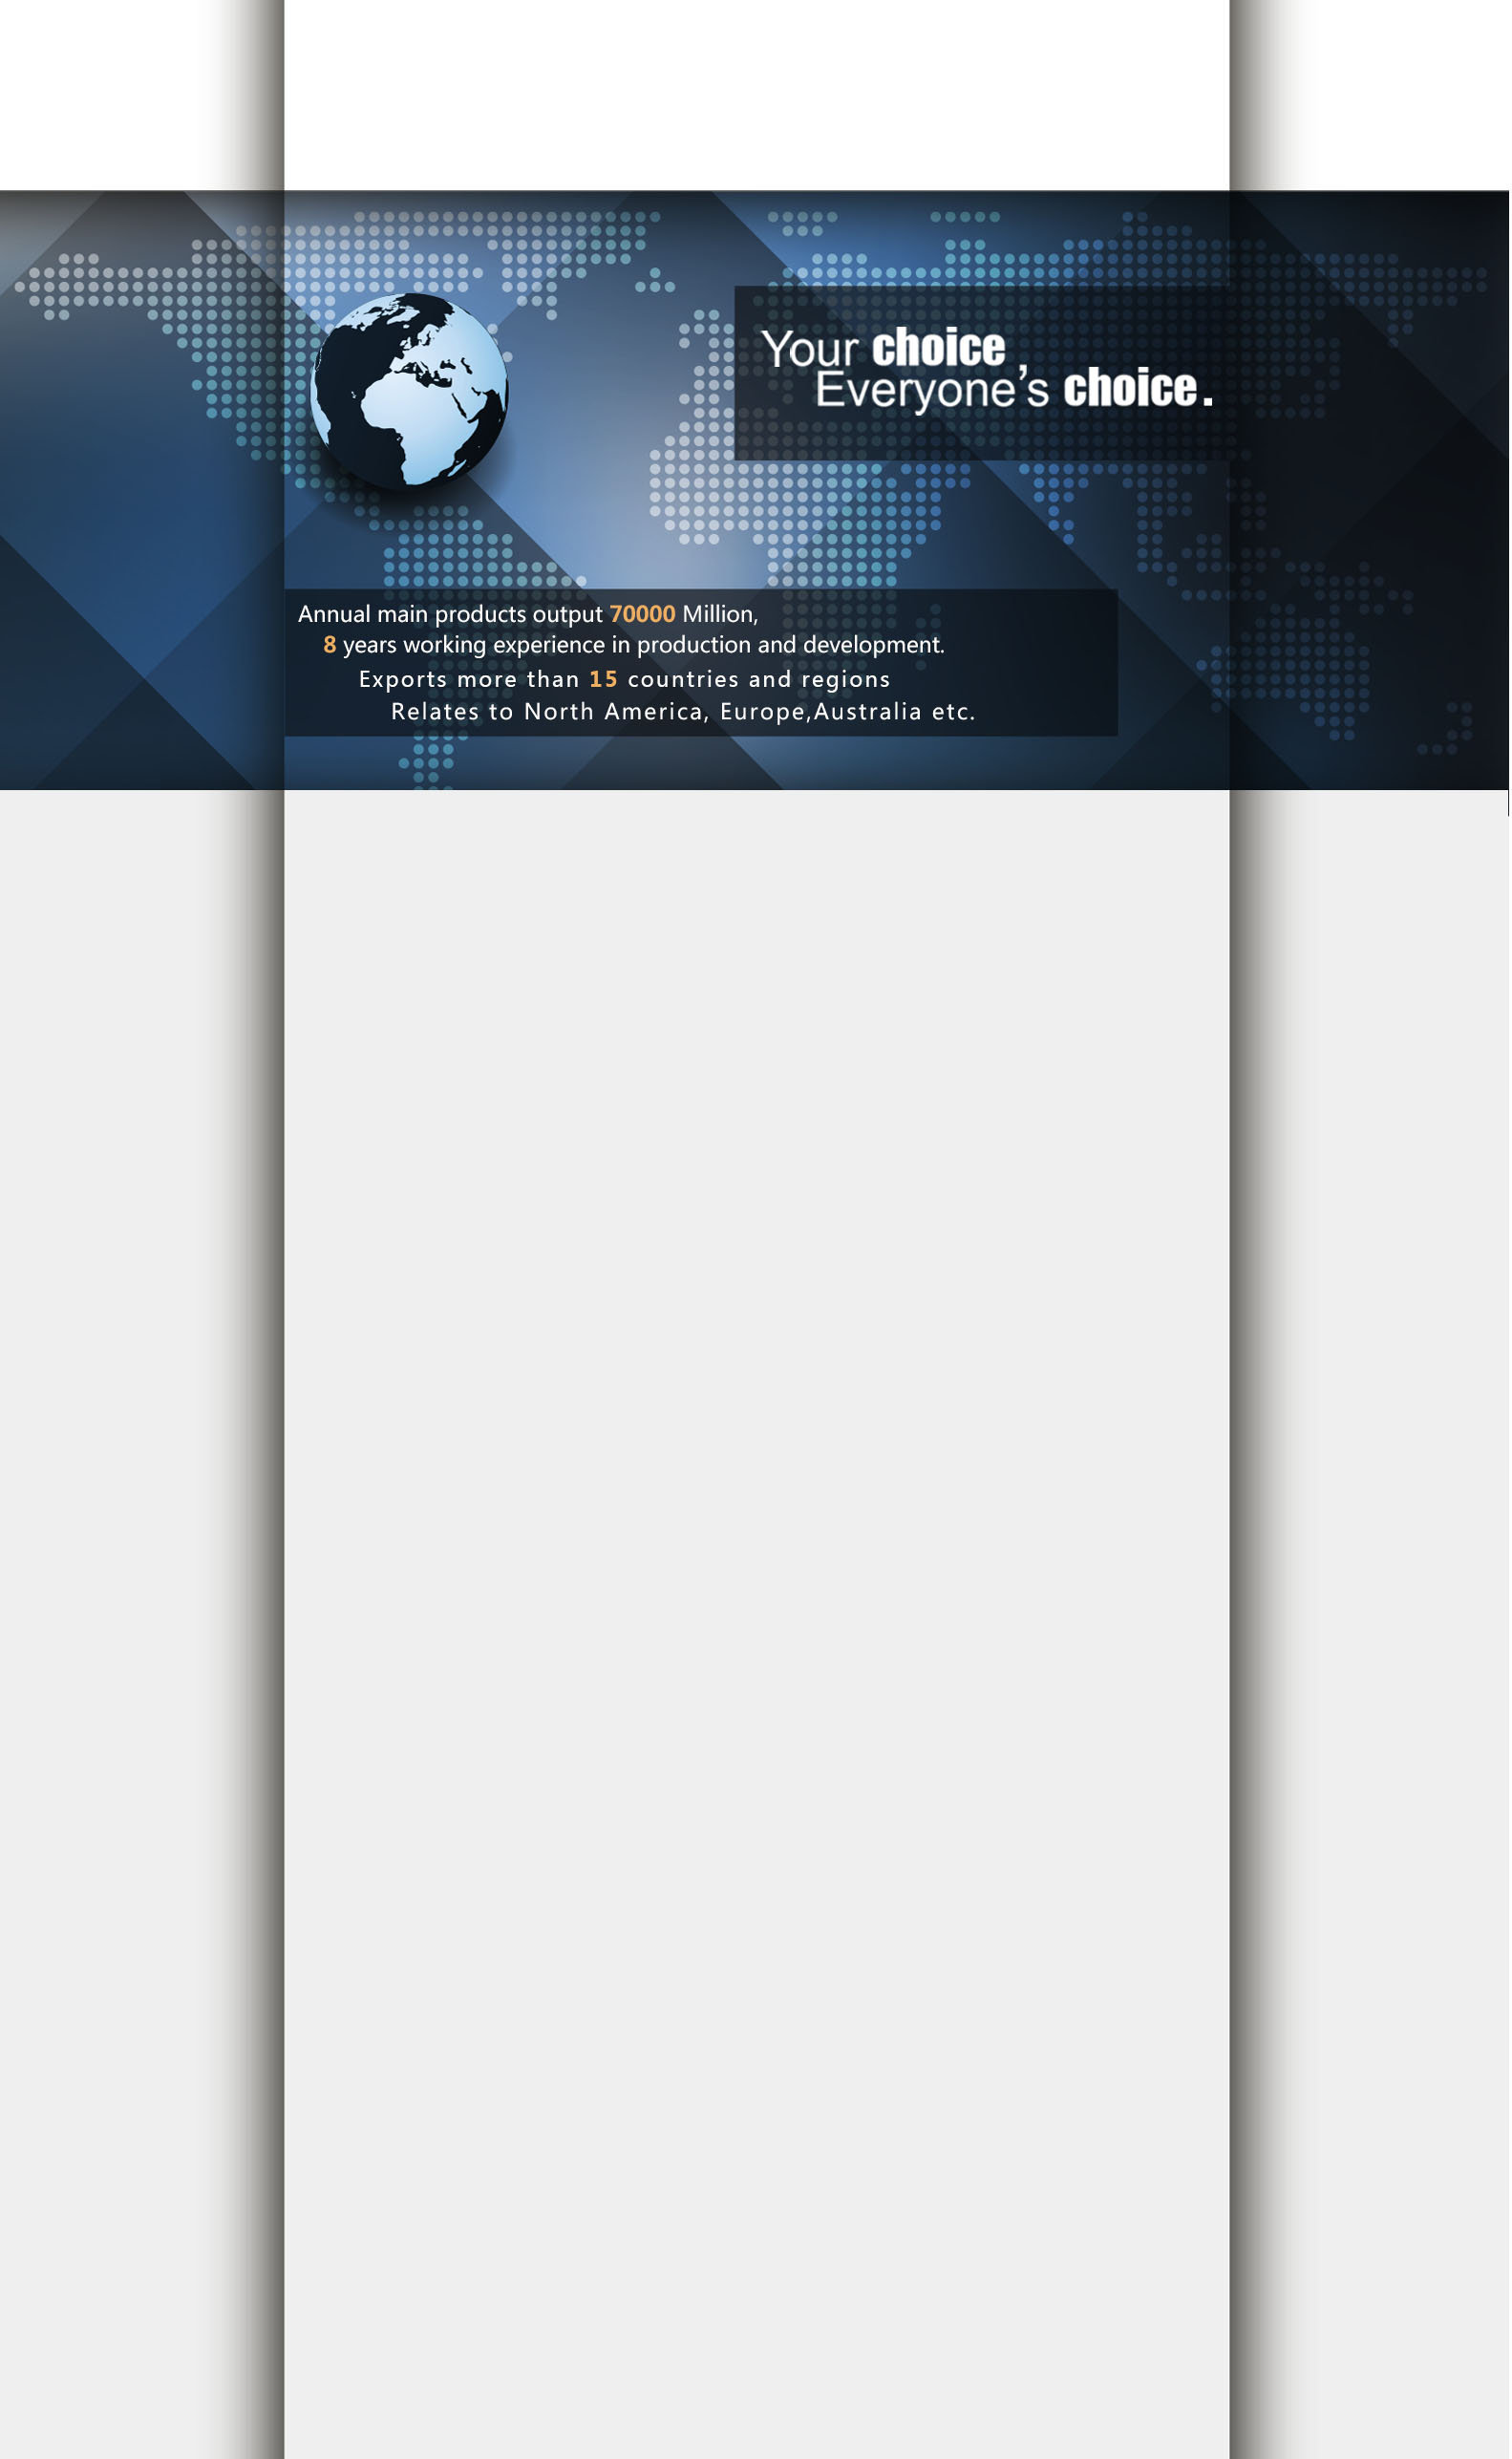 Your choice,
Everyone's choice.
Annual main products output 70000 Million,
8 years working experience in production and development.
Exports more than 15 countries and regions
Relates to North America, Europe,Australia etc.